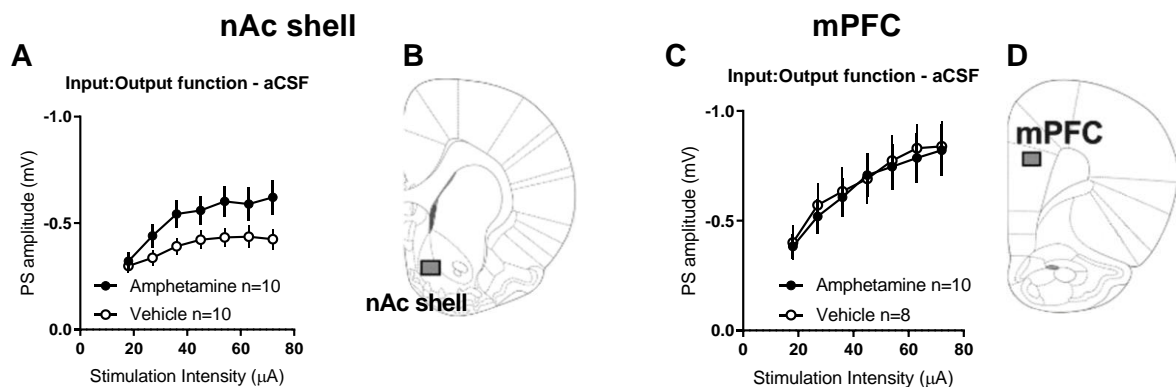 nAc shell
mPFC
A
Input:Output function - aCSF
-1.0
-0.5
0.0
PS amplitude (mV)
0
20
40
60
80
Stimulation Intensity (μA)
Amphetamine n=10
Vehicle n=10
B
nAc shell
C
Input:Output function - aCSF
-1.0
-0.5
0.0
PS amplitude (mV)
0
20
40
60
80
Stimulation Intensity (μA)
Amphetamine n=10
Vehicle n=8
D
mPFC